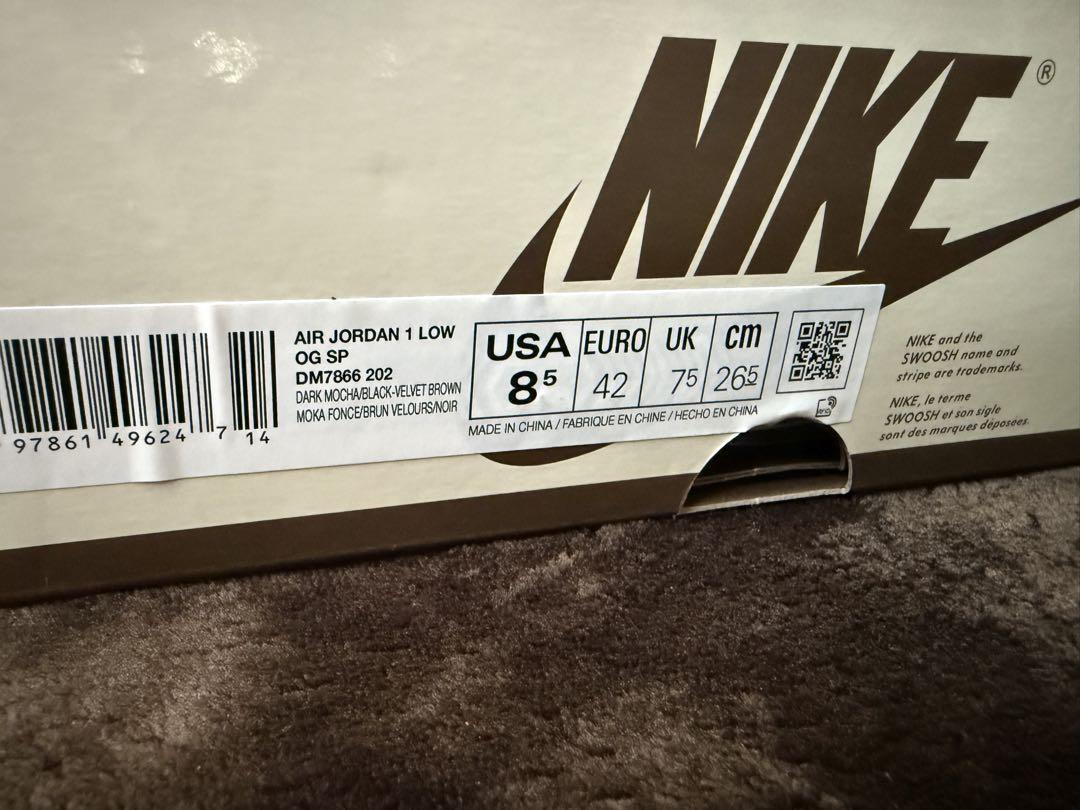 NIKE®
AIR JORDAN 1 LOW
OG SP
DM7866 202
DARK MOCHA/BLACK-VELVET BROWN
MOKA FONCE/BRUN VELOURS/NOIR
97861 49624 7 14
USA EURO UK cm
8⁵ 42 7⁵ 26⁵
MADE IN CHINA / FABRIQUE EN CHINE / HECHO EN CHINA
NIKE and the
SWOOSH name and
stripe are trademarks.
NIKE, le terme
SWOOSH et son sigle
sont des marques déposées.